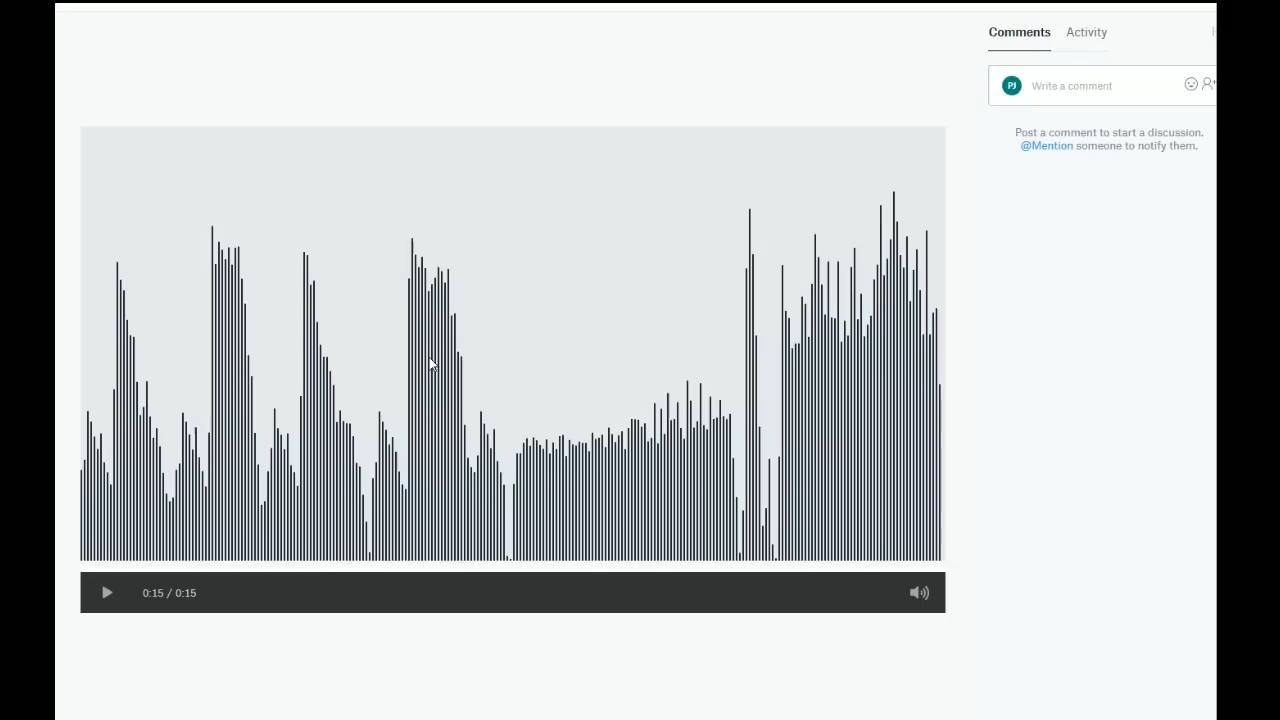 Comments Activity
PJ Write a comment
Post a comment to start a discussion.
@Mention someone to notify them.
0:15 / 0:15